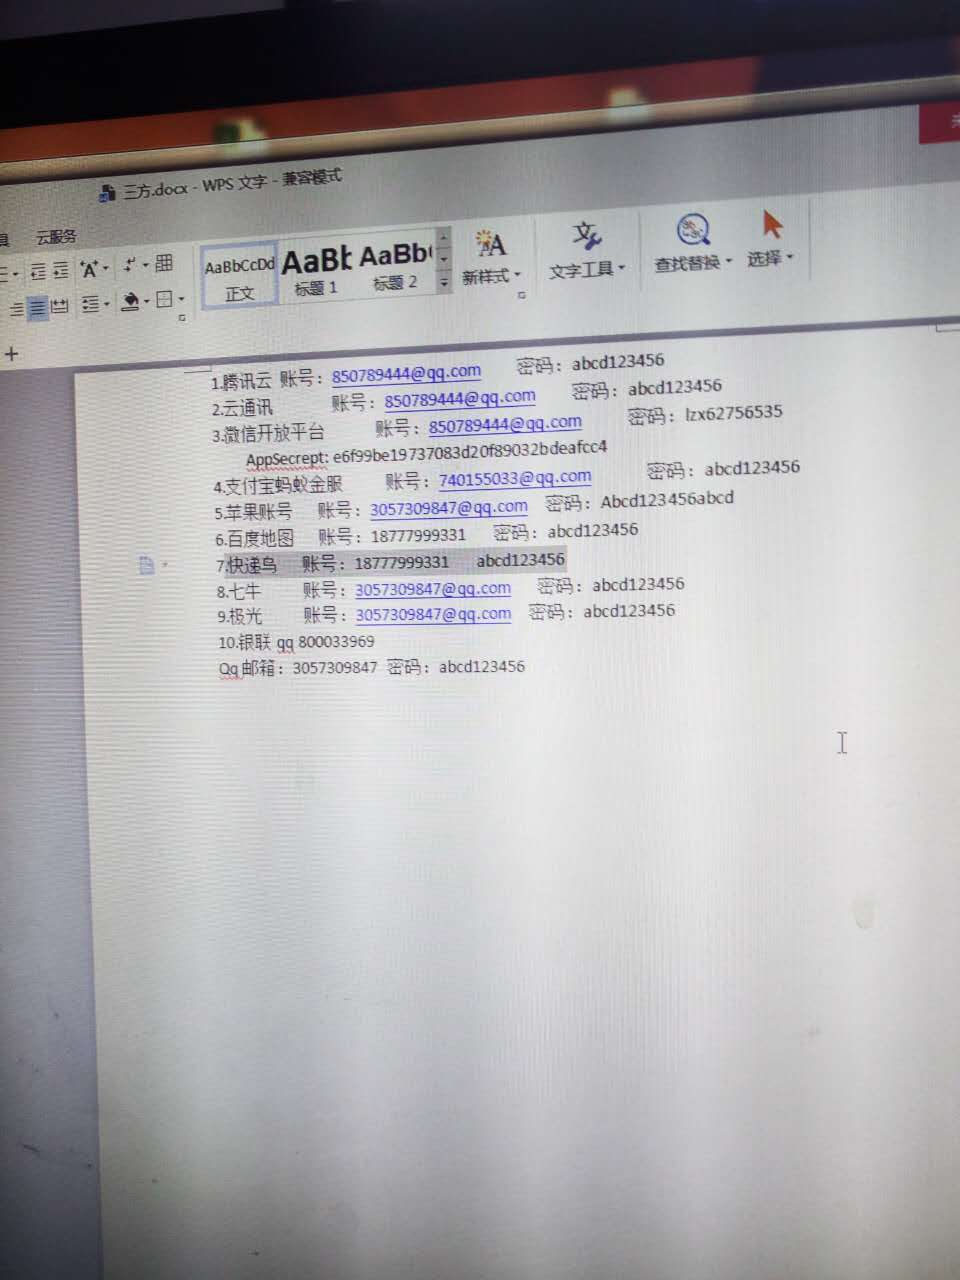 三方.docx - WPS 文字 - 兼容模式
具 云服务
AaBbCcDd AaBb AaBb
正文 标题 1 标题 2 新样式 文字工具 查找替换 选择
1.腾讯云 账号：850789444@qq.com 密码：abcd123456
2.云通讯 账号：850789444@qq.com 密码：abcd123456
3.微信开放平台 账号：850789444@qq.com 密码：lzx62756535
AppSecrept: e6f99be19737083d20f89032bdeafcc4
4.支付宝蚂蚁金服 账号：740155033@qq.com 密码：abcd123456
5.苹果账号 账号：3057309847@qq.com 密码：Abcd123456abcd
6.百度地图 账号：18777999331 密码：abcd123456
7.快递鸟 账号：18777999331 abcd123456
8.七牛 账号：3057309847@qq.com 密码：abcd123456
9.极光 账号：3057309847@qq.com 密码：abcd123456
10.银联 qq 800033969
Qq 邮箱：3057309847 密码：abcd123456